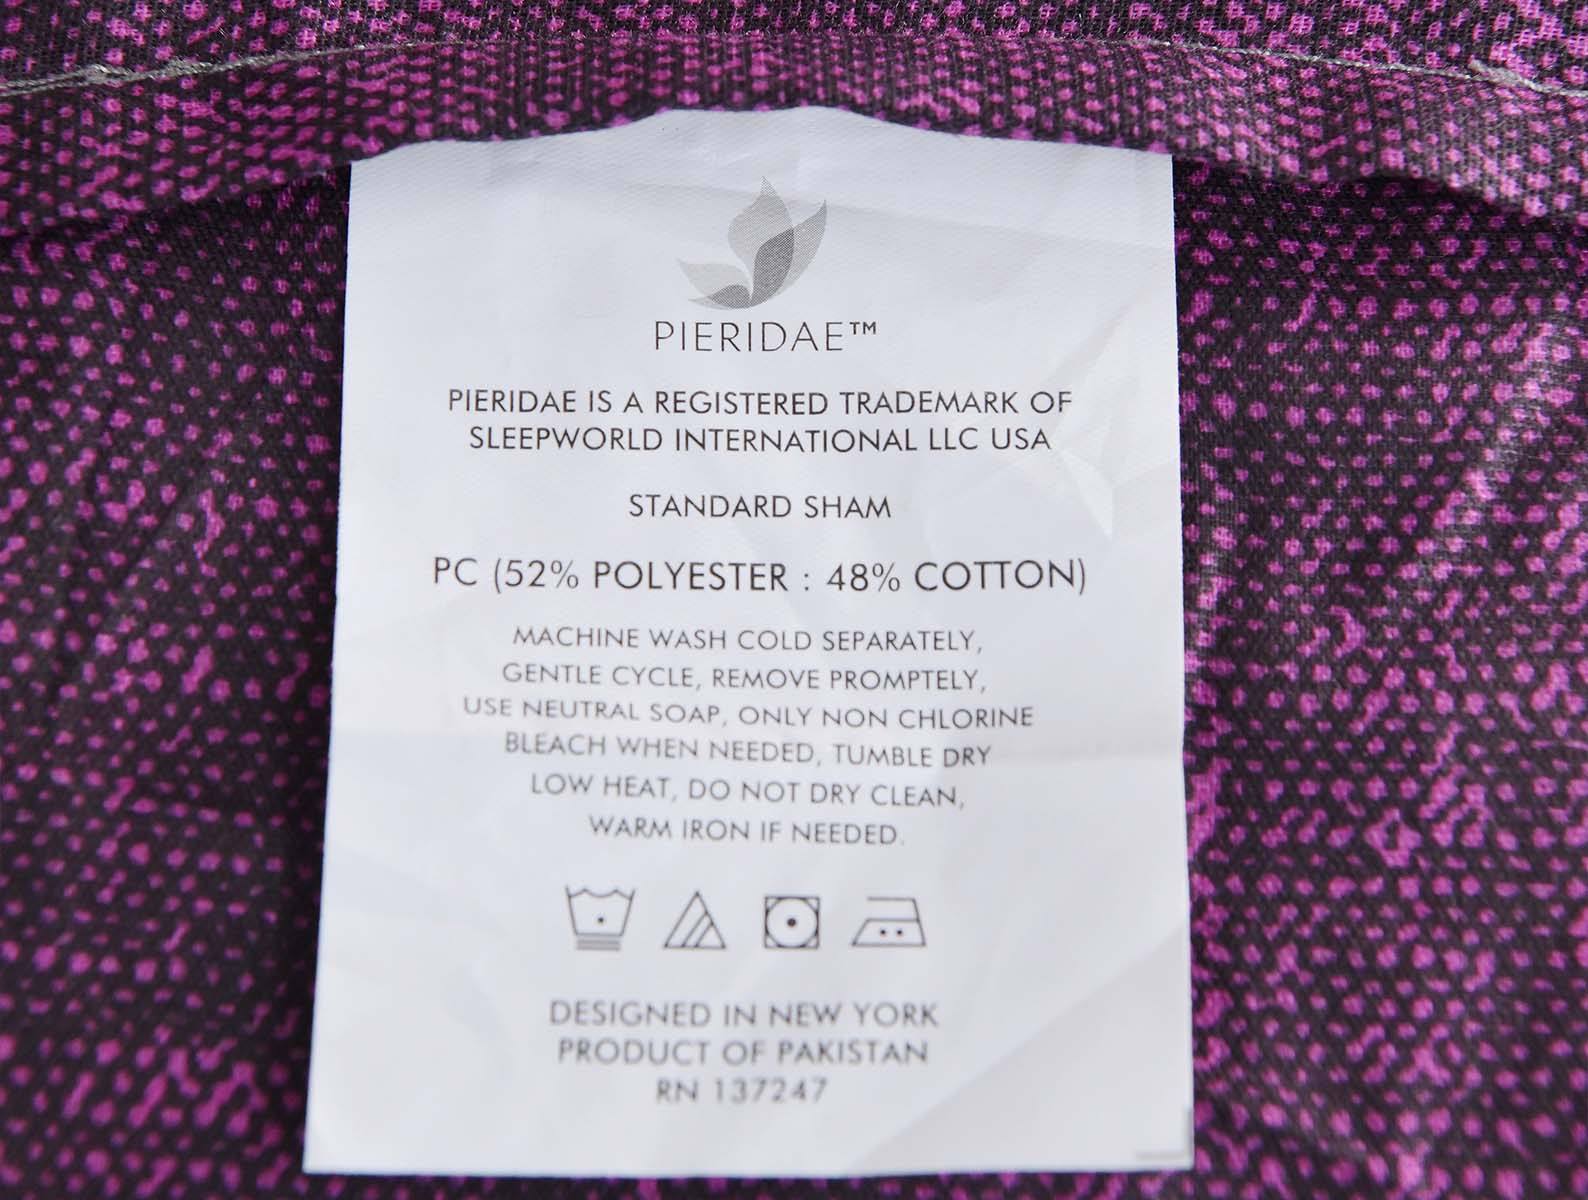 PIERIDAE™
PIERIDAE IS A REGISTERED TRADEMARK OF
SLEEPWORLD INTERNATIONAL LLC USA
STANDARD SHAM
PC (52% POLYESTER : 48% COTTON)
MACHINE WASH COLD SEPARATELY,
GENTLE CYCLE, REMOVE PROMPTELY,
USE NEUTRAL SOAP, ONLY NON CHLORINE
BLEACH WHEN NEEDED, TUMBLE DRY
LOW HEAT, DO NOT DRY CLEAN,
WARM IRON IF NEEDED.
DESIGNED IN NEW YORK
PRODUCT OF PAKISTAN
RN 137247